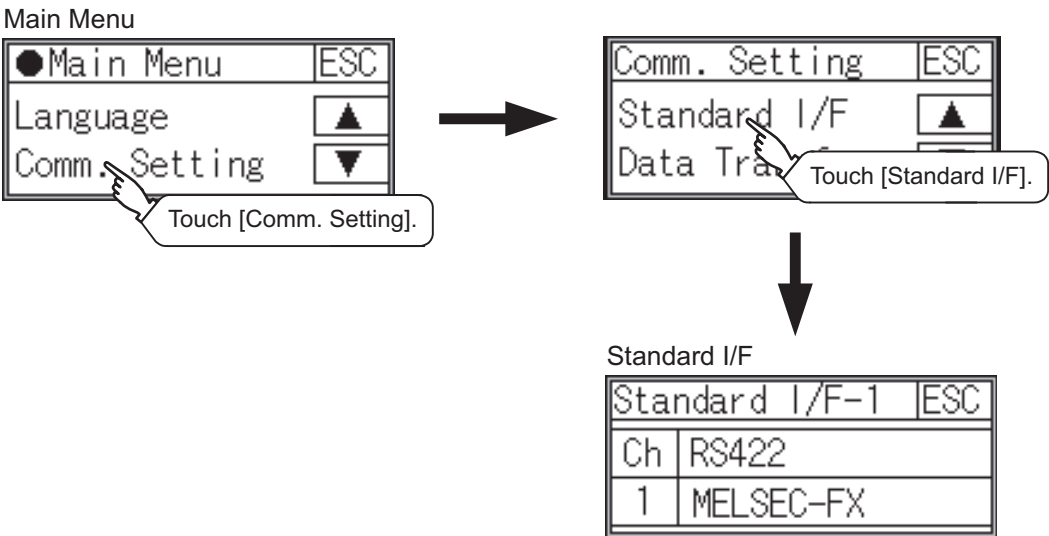 Main Menu
●Main Menu ESC
Language ▲
Comm. Setting ▼
Touch [Comm. Setting].
Comm. Setting ESC
Standard I/F ▲
Data
Touch [Standard I/F].
Standard I/F
Standard I/F-1 ESC
Ch RS422
1 MELSEC-FX